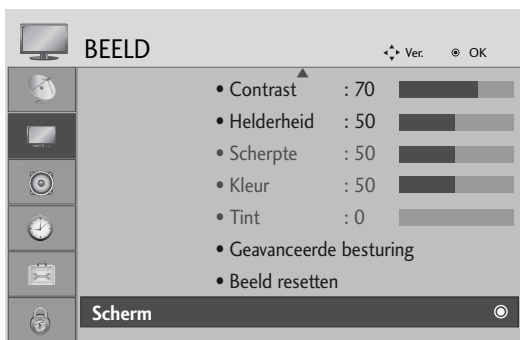 BEELD Ver. OK
• Contrast : 70
• Helderheid : 50
• Scherpte : 50
• Kleur : 50
• Tint : 0
• Geavanceerde besturing
• Beeld resetten
Scherm